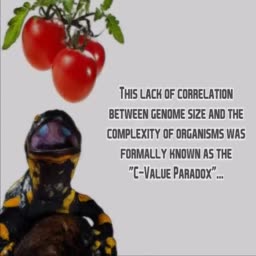 This lack of correlation
between genome size and the
complexity of organisms was
formally known as the
"C-Value Paradox"...